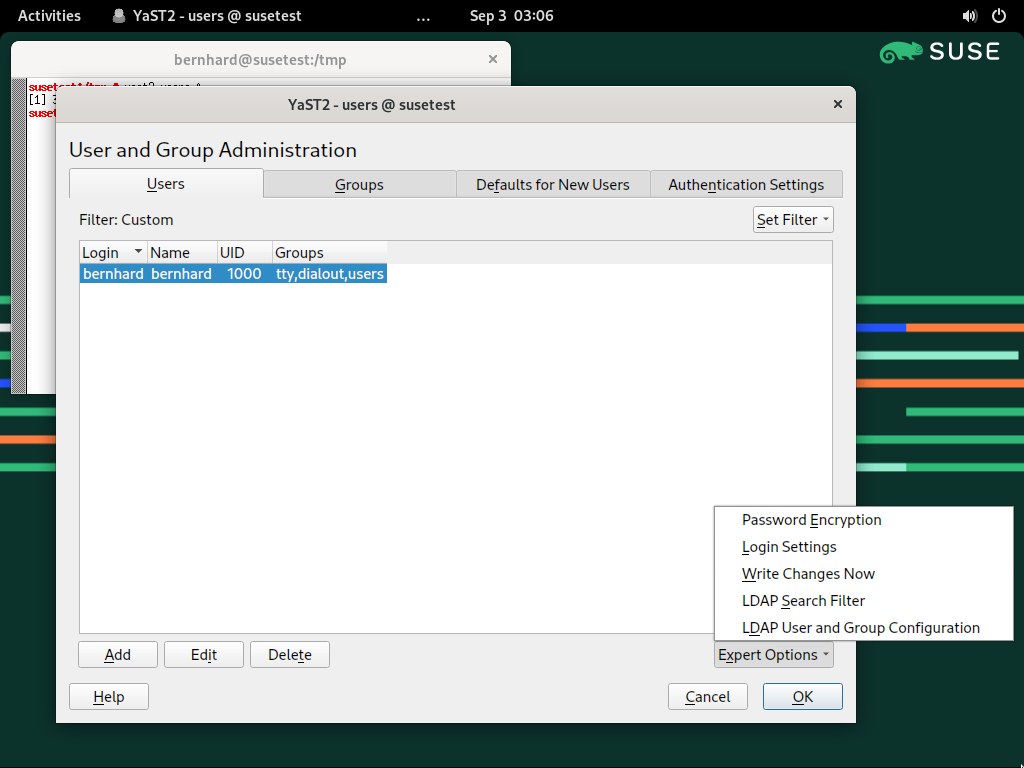 Activities YaST2 - users @ susetest ... Sep 3 03:06
SUSE
bernhard@susetest:/tmp
[1]
YaST2 - users @ susetest
User and Group Administration
Users Groups Defaults for New Users Authentication Settings
Filter: Custom Set Filter
Login Name UID Groups
bernhard bernhard 1000 tty,dialout,users
Password Encryption
Login Settings
Write Changes Now
LDAP Search Filter
LDAP User and Group Configuration
Add Edit Delete Expert Options
Help Cancel OK